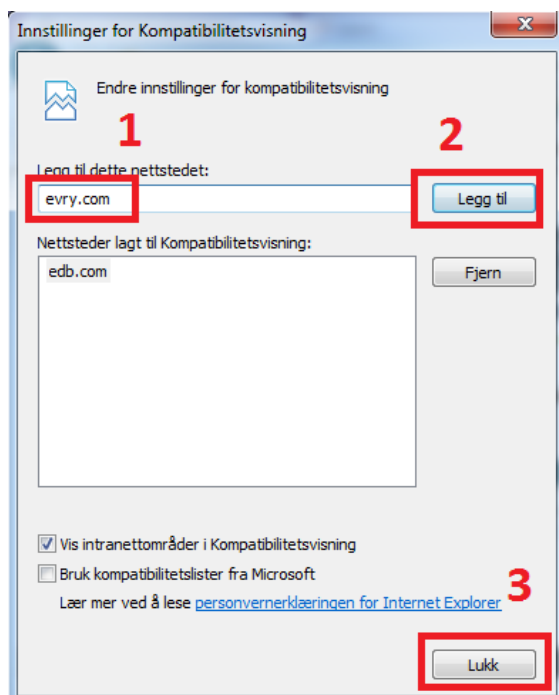 Innstillinger for Kompatibilitetsvisning
x
Endre innstillinger for kompatibilitetsvisning
1
2
Legg til dette nettstedet:
evry.com
Legg til
Nettsteder lagt til Kompatibilitetsvisning:
edb.com
Fjern
Vis intranettområder i Kompatibilitetsvisning
Bruk kompatibilitetslister fra Microsoft
Lær mer ved å lese personvernerklæringen for Internet Explorer
3
Lukk